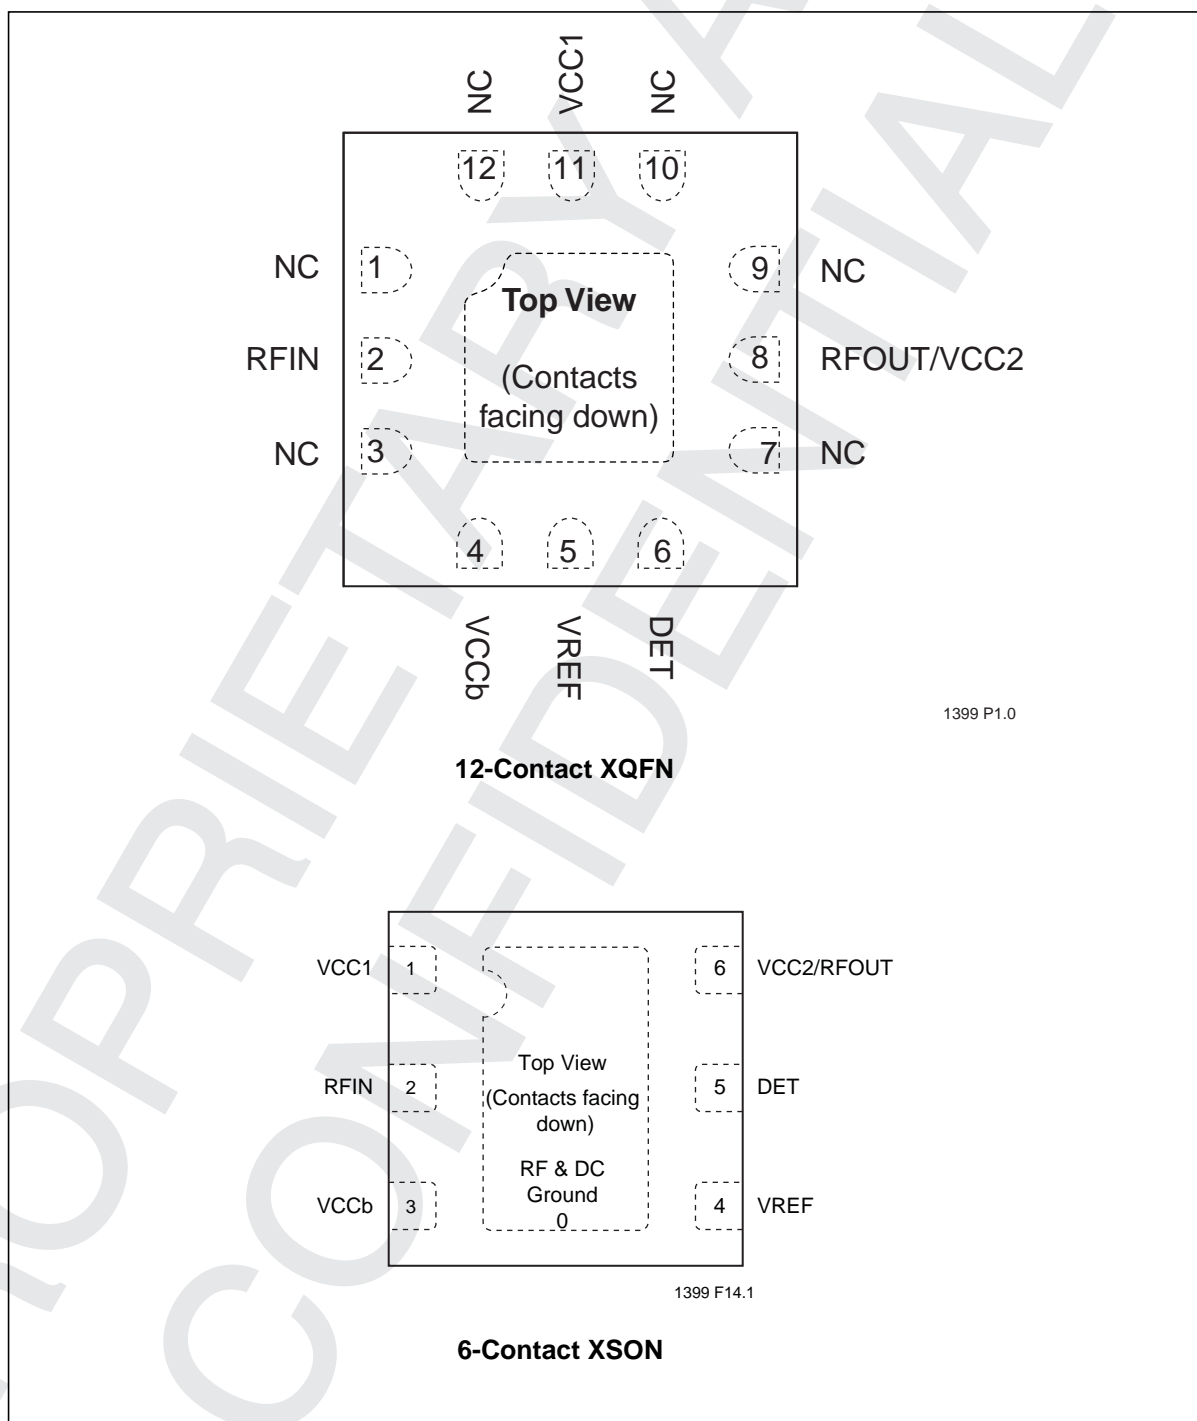 NC
VCC1
NC
12
11
10
NC
1
9
NC
Top View
RFIN
2
8
RFOUT/VCC2
(Contacts
facing down)
NC
3
7
NC
4
5
6
VCCb
VREF
DET
1399 P1.0
12-Contact XQFN
VCC1
1
6
VCC2/RFOUT
Top View
RFIN
2
(Contacts facing
down)
5
DET
RF & DC
Ground
0
VCCb
3
4
VREF
1399 F14.1
6-Contact XSON
CONFIDENTIAL